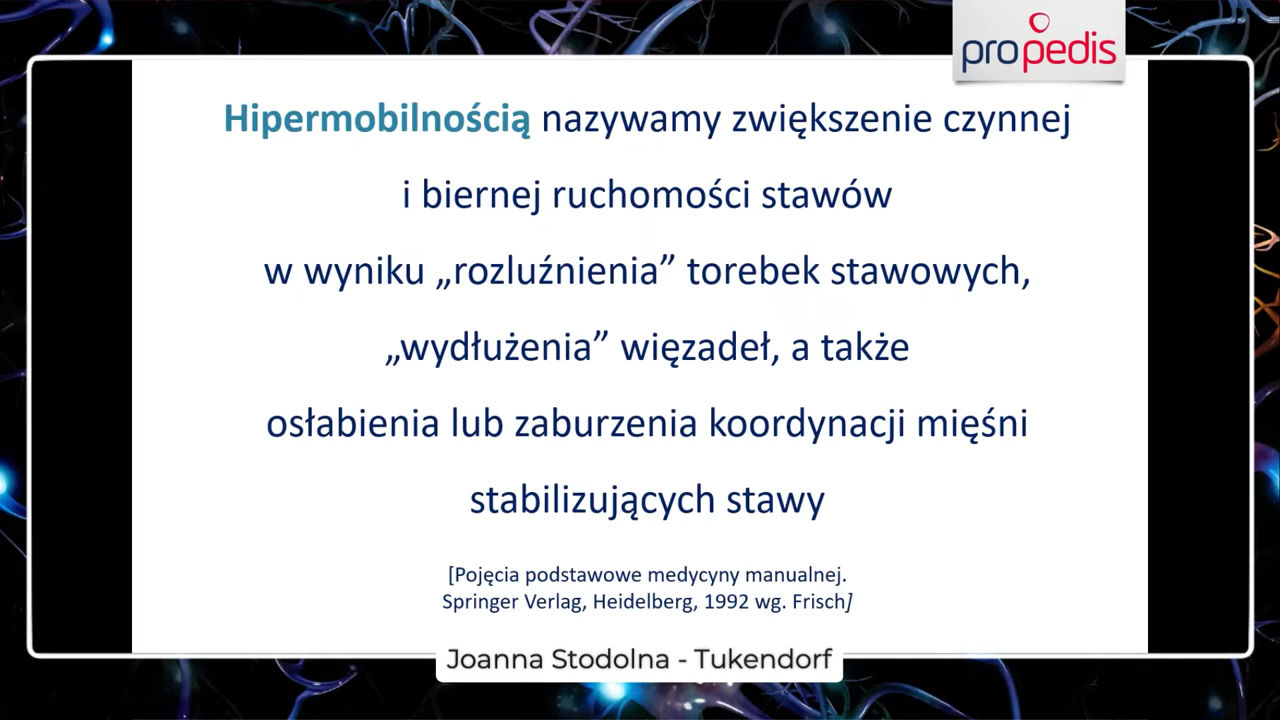 propedis
Hipermobilnością nazywamy zwiększenie czynnej
i biernej ruchomości stawów
w wyniku „rozluźnienia” torebek stawowych,
„wydłużenia” więzadeł, a także
osłabienia lub zaburzenia koordynacji mięśni
stabilizujących stawy
[Pojęcia podstawowe medycyny manualnej.
Springer Verlag, Heidelberg, 1992 wg. Frisch]
Joanna Stodolna - Tukendorf